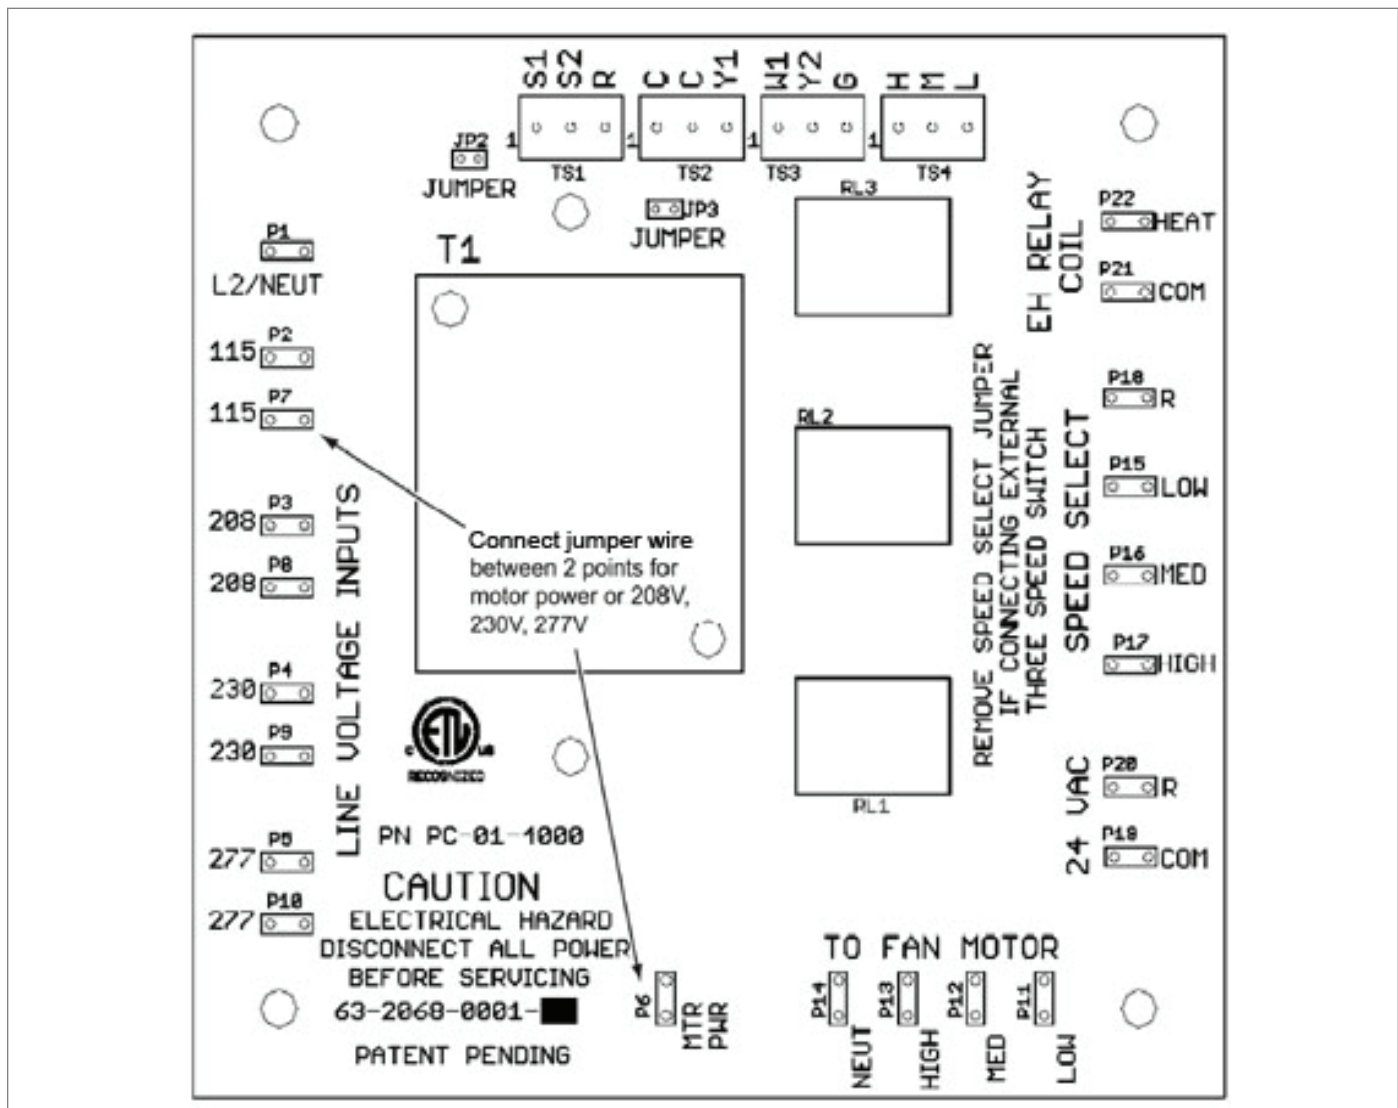 S1 S2 R
C C Y1
W1 Y2 G
H M L
1
1
1
1
TS1
TS2
TS3
TS4
JP2
JUMPER
JP3
JUMPER
T1
P1
L2/NEUT
P2
115
P7
115
P3
208
P8
208
P4
230
P9
230
P5
277
P10
277
LINE VOLTAGE INPUTS
Connect jumper wire
between 2 points for
motor power or 208V,
230V, 277V
RL3
RL2
RL1
REMOVE SPEED SELECT JUMPER
IF CONNECTING EXTERNAL
THREE SPEED SWITCH
EH RELAY
COIL
P22
HEAT
P21
COM
SPEED SELECT
P18
R
P15
LOW
P16
MED
P17
HIGH
24 VAC
P20
R
P19
COM
C ETL US
RECOGNIZED
PN PC-01-1000
CAUTION
ELECTRICAL HAZARD
DISCONNECT ALL POWER
BEFORE SERVICING
63-2068-0001-
PATENT PENDING
P6
MTR
PWR
TO FAN MOTOR
P14
NEUT
P13
HIGH
P12
MED
P11
LOW